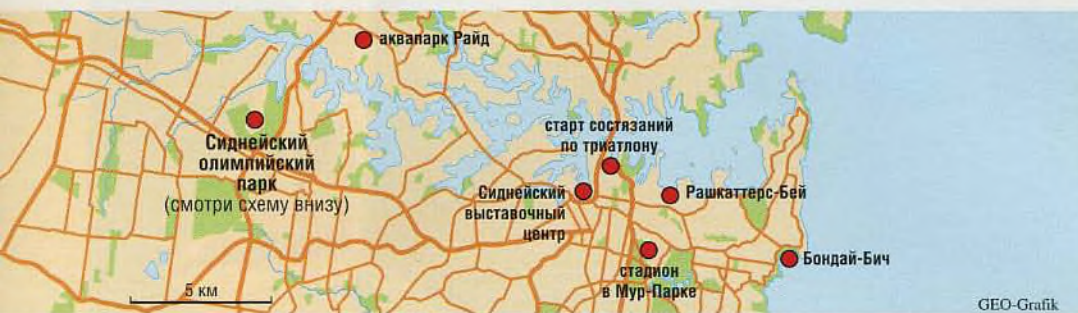 аквапарк Райд
Сиднейский
олимпийский
парк
(смотри схему внизу)
старт состязаний
по триатлону
Сиднейский
выставочный
центр
Рашкаттерс-Бей
стадион
в Мур-Парке
Бондай-Бич
5 км
GEO-Grafik